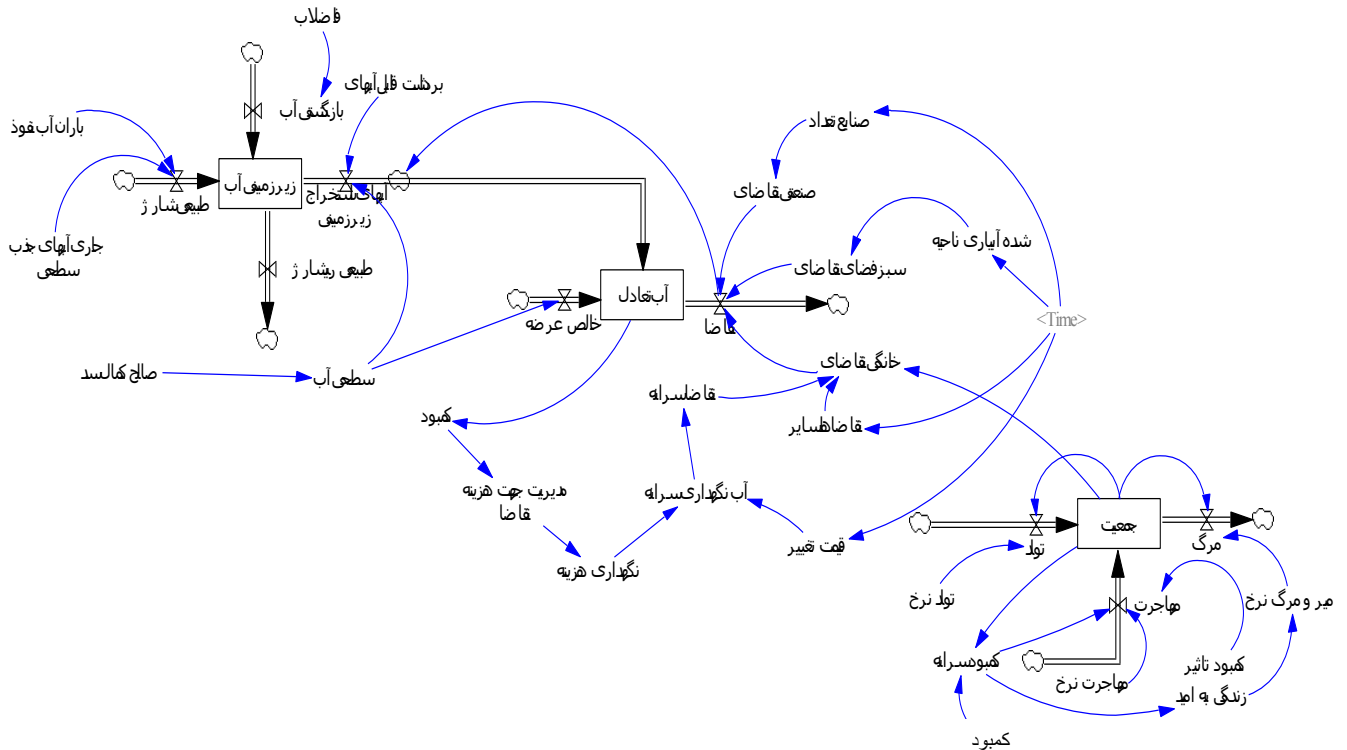 فاضلاب
بازگشتی آب
برداشت قابل آبهای
باران آب نفوذ
زیرزمینی آب
طبیعی شارژ
آبهای استخراج
زیرزمینی
جاری آبهای جذب
سطحی
طبیعی ریشارژ
صنایع تعداد
صنعتی تقاضای
شده آبیاری ناحیه
سبز فضای تقاضای
آب تعادل
خالص عرضه
تقاضا
<Time>
سطحی آب
خانگی تقاضای
تقاضا سرانه
تقاضاها سایر
کمبود
مدیریت جهت هزینه
تقاضا
آب نگهداری سرانه
نگهداری هزینه
قیمت تغییر
جمعیت
تولد
مرگ
تولد نرخ
مهاجرت
میر و مرگ نرخ
کمبود سرانه
مهاجرت نرخ
کمبود تاثیر
زندگی به امید
کمبود